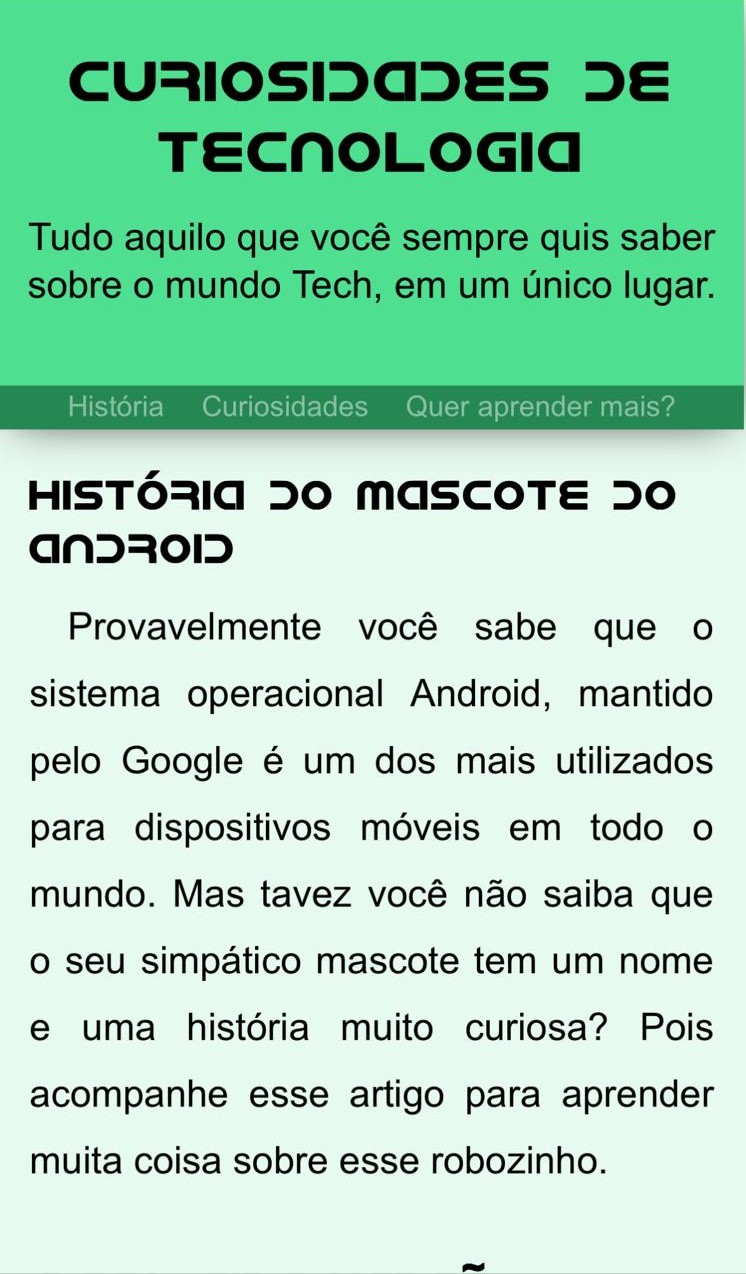 CURIOSIDADES DE
TECNOLOGIA
Tudo aquilo que você sempre quis saber
sobre o mundo Tech, em um único lugar.
História Curiosidades Quer aprender mais?
HISTÓRIA DO MASCOTE DO
ANDROID
Provavelmente você sabe que o
sistema operacional Android, mantido
pelo Google é um dos mais utilizados
para dispositivos móveis em todo o
mundo. Mas tavez você não saiba que
o seu simpático mascote tem um nome
e uma história muito curiosa? Pois
acompanhe esse artigo para aprender
muita coisa sobre esse robozinho.